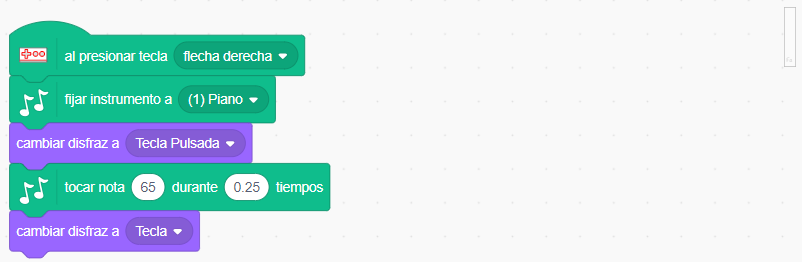 al presionar tecla flecha derecha
fijar instrumento a (1) Piano
cambiar disfraz a Tecla Pulsada
tocar nota 65 durante 0.25 tiempos
cambiar disfraz a Tecla